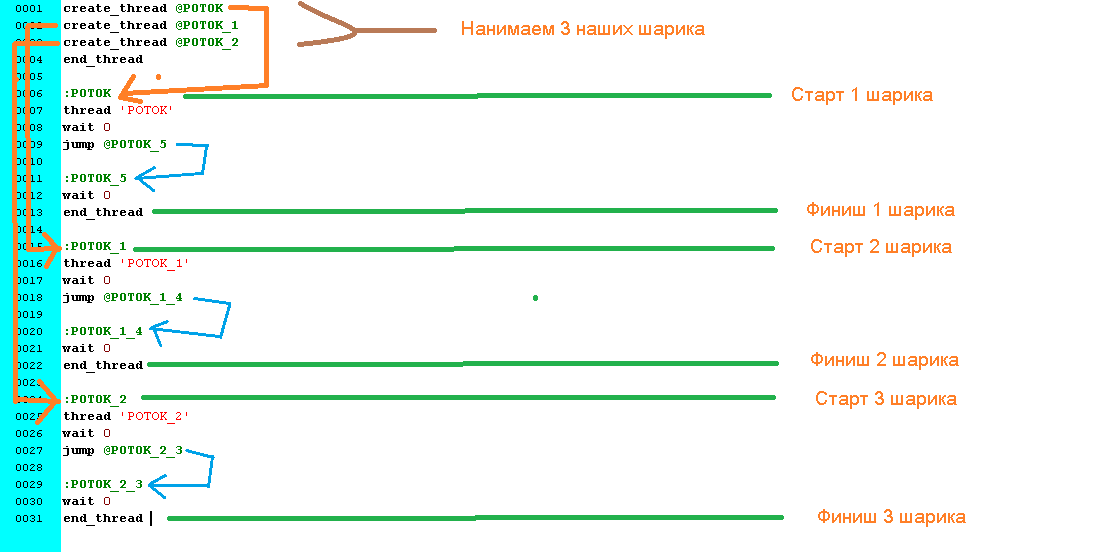 0001 create_thread @POTOK
create_thread @POTOK_1
create_thread @POTOK_2
Нанимаем 3 наших шарика
0004 end_thread
0005
0006 :POTOK
Старт 1 шарика
0007 thread 'POTOK'
0008 wait 0
0009 jump @POTOK_5
0010
0011 :POTOK_5
0012 wait 0
0013 end_thread
Финиш 1 шарика
0014
0015 :POTOK_1
Старт 2 шарика
0016 thread 'POTOK_1'
0017 wait 0
0018 jump @POTOK_1_4
0019
0020 :POTOK_1_4
0021 wait 0
0022 end_thread
Финиш 2 шарика
0023
:POTOK_2
Старт 3 шарика
0025 thread 'POTOK_2'
0026 wait 0
0027 jump @POTOK_2_3
0028
0029 :POTOK_2_3
0030 wait 0
0031 end_thread
Финиш 3 шарика